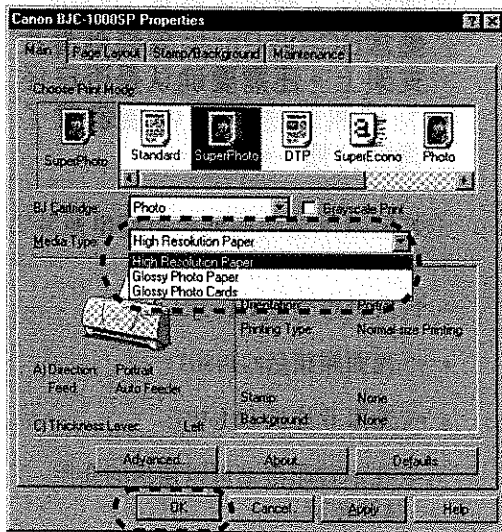 Canon BJC-1000SP Properties
Main Page Layout Stamp/Background Maintenance
Choose Print Mode
SuperPhoto Standard SuperPhoto DTP SuperEcono Photo
BJ Cartridge: Photo Grayscale Print
Media Type: High Resolution Paper
High Resolution Paper
Glossy Photo Paper
Glossy Photo Cards
Orientation: Portrait
Printing Type: Normal-size Printing
A) Direction: Portrait
Feed: Auto Feeder
Stamp: None
Background: None
C) Thickness Lever: Left
Advanced... About... Defaults
OK Cancel Apply Help